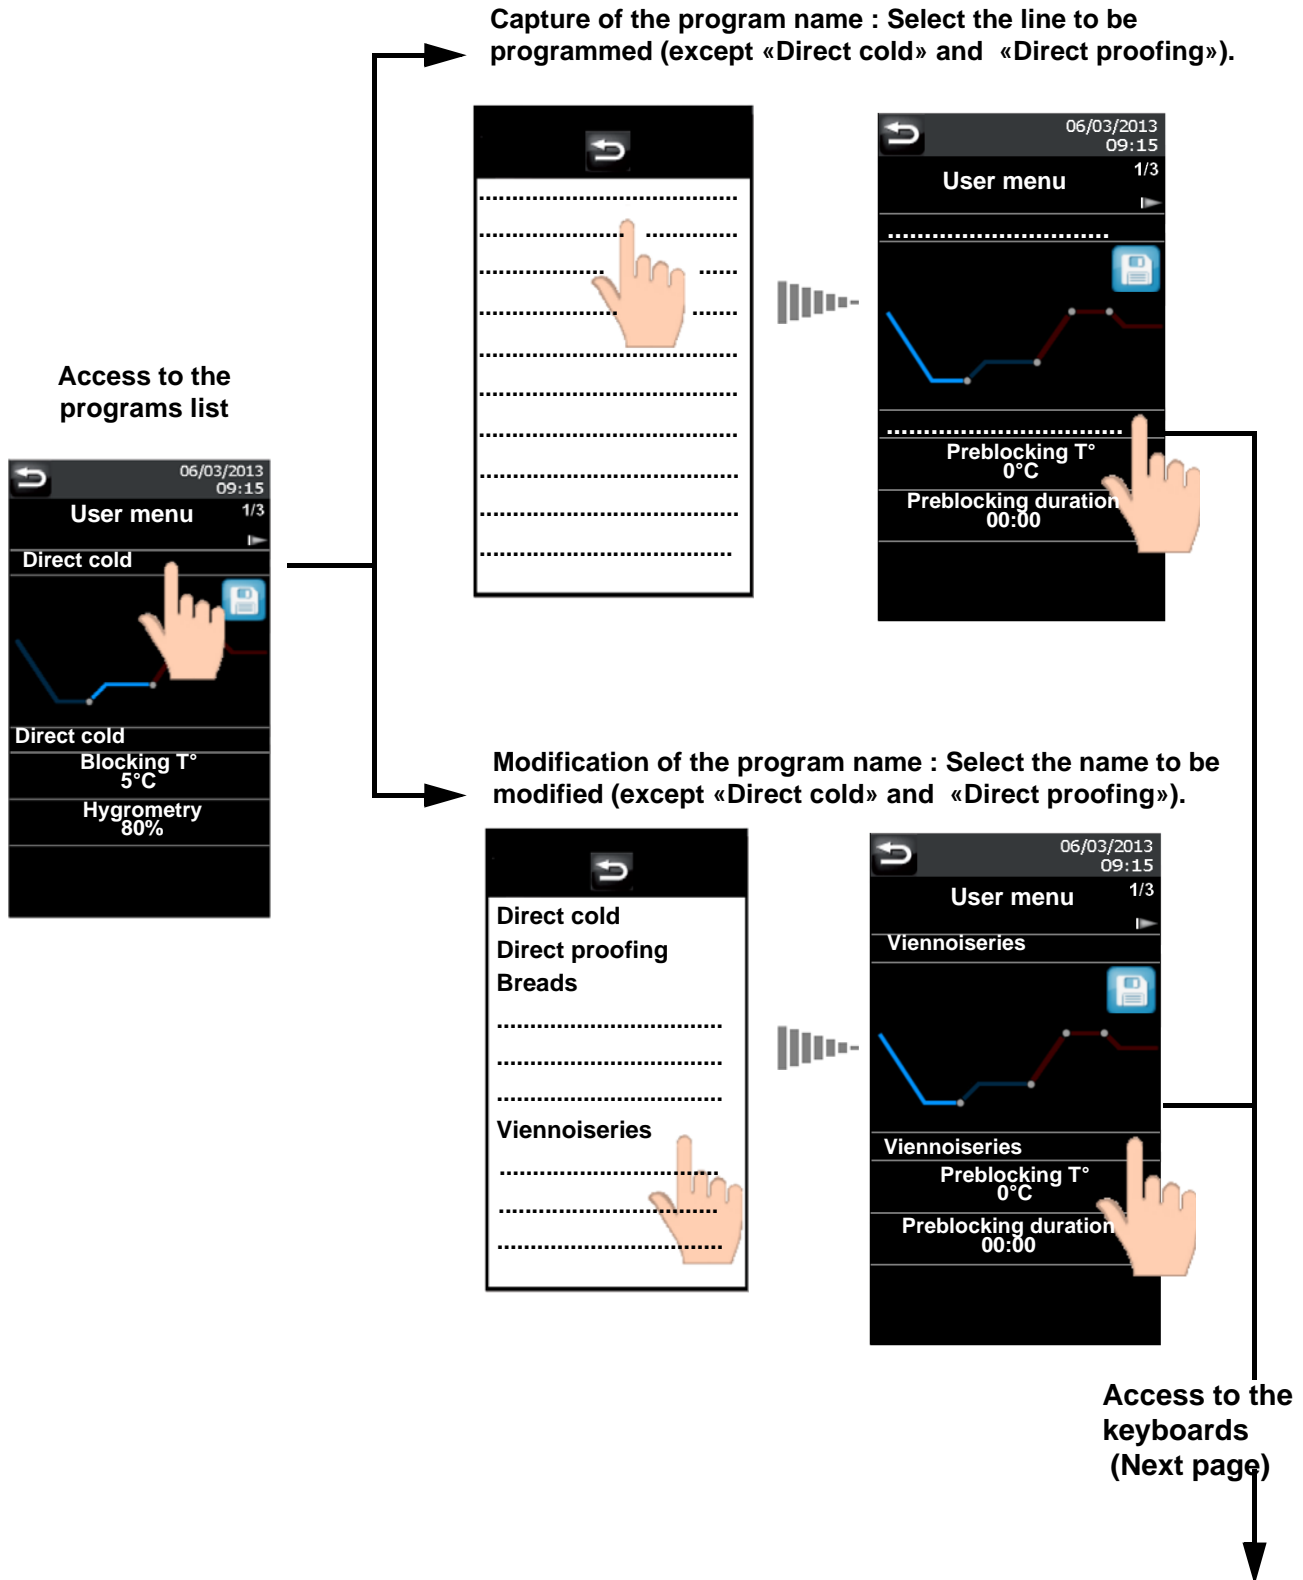 Capture of the program name : Select the line to be
programmed (except «Direct cold» and «Direct proofing»).
06/03/2013
09:15
User menu
1/3
..................................
..................................
Preblocking T°
0°C
Preblocking duration
00:00
Access to the
programs list
06/03/2013
09:15
User menu
1/3
Direct cold
Direct cold
Blocking T°
5°C
Hygrometry
80%
Modification of the program name : Select the name to be
modified (except «Direct cold» and «Direct proofing»).
Direct cold
Direct proofing
Breads
..................................
..................................
..................................
Viennoiseries
..................................
..................................
..................................
06/03/2013
09:15
User menu
1/3
Viennoiseries
Viennoiseries
Preblocking T°
0°C
Preblocking duration
00:00
Access to the
keyboards
(Next page)